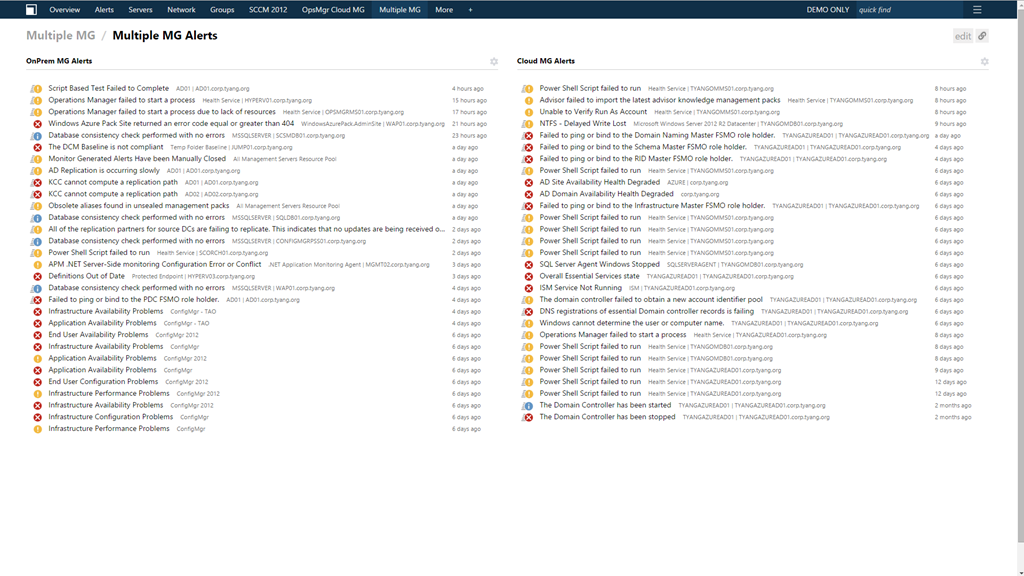 Overview Alerts Servers Network Groups SCCM 2012 OpsMgr Cloud MG Multiple MG More + DEMO ONLY quick find
Multiple MG / Multiple MG Alerts edit
OnPrem MG Alerts
Script Based Test Failed to Complete AD01 | AD01.corp.tyang.org 4 hours ago
Operations Manager failed to start a process Health Service | HYPERV01.corp.tyang.org 15 hours ago
Operations Manager failed to start a process due to lack of resources Health Service | OPSMGRMS01.corp.tyang.org 17 hours ago
Windows Azure Pack Site returned an error code equal or greater than 404 WindowsAzurePack.AdminSite | WAP01.corp.tyang.org 21 hours ago
Database consistency check performed with no errors MSSQLSERVER | SCSMDB01.corp.tyang.org 23 hours ago
The DCM Baseline is not compliant Temp Folder Baseline | JUMP01.corp.tyang.org a day ago
Monitor Generated Alerts Have been Manually Closed All Management Servers Resource Pool a day ago
AD Replication is occurring slowly AD01 | AD01.corp.tyang.org a day ago
KCC cannot compute a replication path AD01 | AD01.corp.tyang.org a day ago
KCC cannot compute a replication path AD02 | AD02.corp.tyang.org a day ago
Obsolete aliases found in unsealed management packs All Management Servers Resource Pool a day ago
Database consistency check performed with no errors MSSQLSERVER | SQLDB01.corp.tyang.org a day ago
All of the replication partners for source DCs are failing to replicate. This indicates that no updates are being received o... 2 days ago
Database consistency check performed with no errors MSSQLSERVER | CONFIGMGRPSS01.corp.tyang.org 2 days ago
Power Shell Script failed to run Health Service | SCORCH01.corp.tyang.org 2 days ago
APM .NET Server-Side monitoring Configuration Error or Conflict .NET Application Monitoring Agent | MGMT02.corp.tyang.org 3 days ago
Definitions Out of Date Protected Endpoint | HYPERV03.corp.tyang.org 3 days ago
Database consistency check performed with no errors MSSQLSERVER | WAP01.corp.tyang.org 4 days ago
Failed to ping or bind to the PDC FSMO role holder. AD01 | AD01.corp.tyang.org 4 days ago
Infrastructure Availability Problems ConfigMgr - TAO 6 days ago
Application Availability Problems ConfigMgr - TAO 6 days ago
End User Availability Problems ConfigMgr 2012 6 days ago
Infrastructure Availability Problems ConfigMgr 6 days ago
Application Availability Problems ConfigMgr 2012 6 days ago
Application Availability Problems ConfigMgr 6 days ago
End User Configuration Problems ConfigMgr 2012 6 days ago
Infrastructure Performance Problems ConfigMgr 2012 6 days ago
Infrastructure Availability Problems ConfigMgr 2012 6 days ago
Infrastructure Configuration Problems ConfigMgr 6 days ago
Infrastructure Performance Problems ConfigMgr 6 days ago
Cloud MG Alerts
Power Shell Script failed to run Health Service | TYANGOMMS01.corp.tyang.org 8 hours ago
Advisor failed to import the latest advisor knowledge management packs Health Service | TYANGOMMS01.corp.tyang.org 8 hours ago
Unable to Verify Run As Account Health Service | TYANGOMMS01.corp.tyang.org 8 hours ago
NTFS - Delayed Write Lost Microsoft Windows Server 2012 R2 Datacenter | TYANGOMDB01.corp.tyang.org 9 hours ago
Failed to ping or bind to the Domain Naming Master FSMO role holder. TYANGAZUREAD01 | TYANGAZUREAD01.corp.tyang.org a day ago
Failed to ping or bind to the Schema Master FSMO role holder. TYANGAZUREAD01 | TYANGAZUREAD01.corp.tyang.org 4 days ago
Failed to ping or bind to the RID Master FSMO role holder. TYANGAZUREAD01 | TYANGAZUREAD01.corp.tyang.org 4 days ago
Power Shell Script failed to run Health Service | TYANGOMMS01.corp.tyang.org 6 days ago
AD Site Availability Health Degraded AZURE | corp.tyang.org 6 days ago
AD Domain Availability Health Degraded corp.tyang.org 6 days ago
Failed to ping or bind to the Infrastructure Master FSMO role holder. TYANGAZUREAD01 | TYANGAZUREAD01.corp.tyang.org 6 days ago
Power Shell Script failed to run Health Service | TYANGOMMS01.corp.tyang.org 6 days ago
Power Shell Script failed to run Health Service | TYANGOMMS01.corp.tyang.org 6 days ago
Power Shell Script failed to run Health Service | TYANGOMMS01.corp.tyang.org 6 days ago
Power Shell Script failed to run Health Service | TYANGOMMS01.corp.tyang.org 6 days ago
SQL Server Agent Windows Stopped SQLSERVERAGENT | TYANGOMDB01.corp.tyang.org 6 days ago
Overall Essential Services state TYANGAZUREAD01 | TYANGAZUREAD01.corp.tyang.org 6 days ago
ISM Service Not Running ISM | TYANGAZUREAD01.corp.tyang.org 6 days ago
The domain controller failed to obtain a new account identifier pool TYANGAZUREAD01 | TYANGAZUREAD01.corp.tyang.org 6 days ago
DNS registrations of essential Domain controller records is failing TYANGAZUREAD01 | TYANGAZUREAD01.corp.tyang.org 6 days ago
Windows cannot determine the user or computer name. TYANGAZUREAD01 | TYANGAZUREAD01.corp.tyang.org 6 days ago
Operations Manager failed to start a process Health Service | TYANGAZUREAD01.corp.tyang.org 8 days ago
Power Shell Script failed to run Health Service | TYANGOMDB01.corp.tyang.org 8 days ago
Power Shell Script failed to run Health Service | TYANGOMDB01.corp.tyang.org 8 days ago
Power Shell Script failed to run Health Service | TYANGAZUREAD01.corp.tyang.org 9 days ago
Power Shell Script failed to run Health Service | TYANGAZUREAD01.corp.tyang.org 12 days ago
Power Shell Script failed to run Health Service | TYANGAZUREAD01.corp.tyang.org 12 days ago
The Domain Controller has been started TYANGAZUREAD01 | TYANGAZUREAD01.corp.tyang.org 2 months ago
The Domain Controller has been stopped TYANGAZUREAD01 | TYANGAZUREAD01.corp.tyang.org 2 months ago